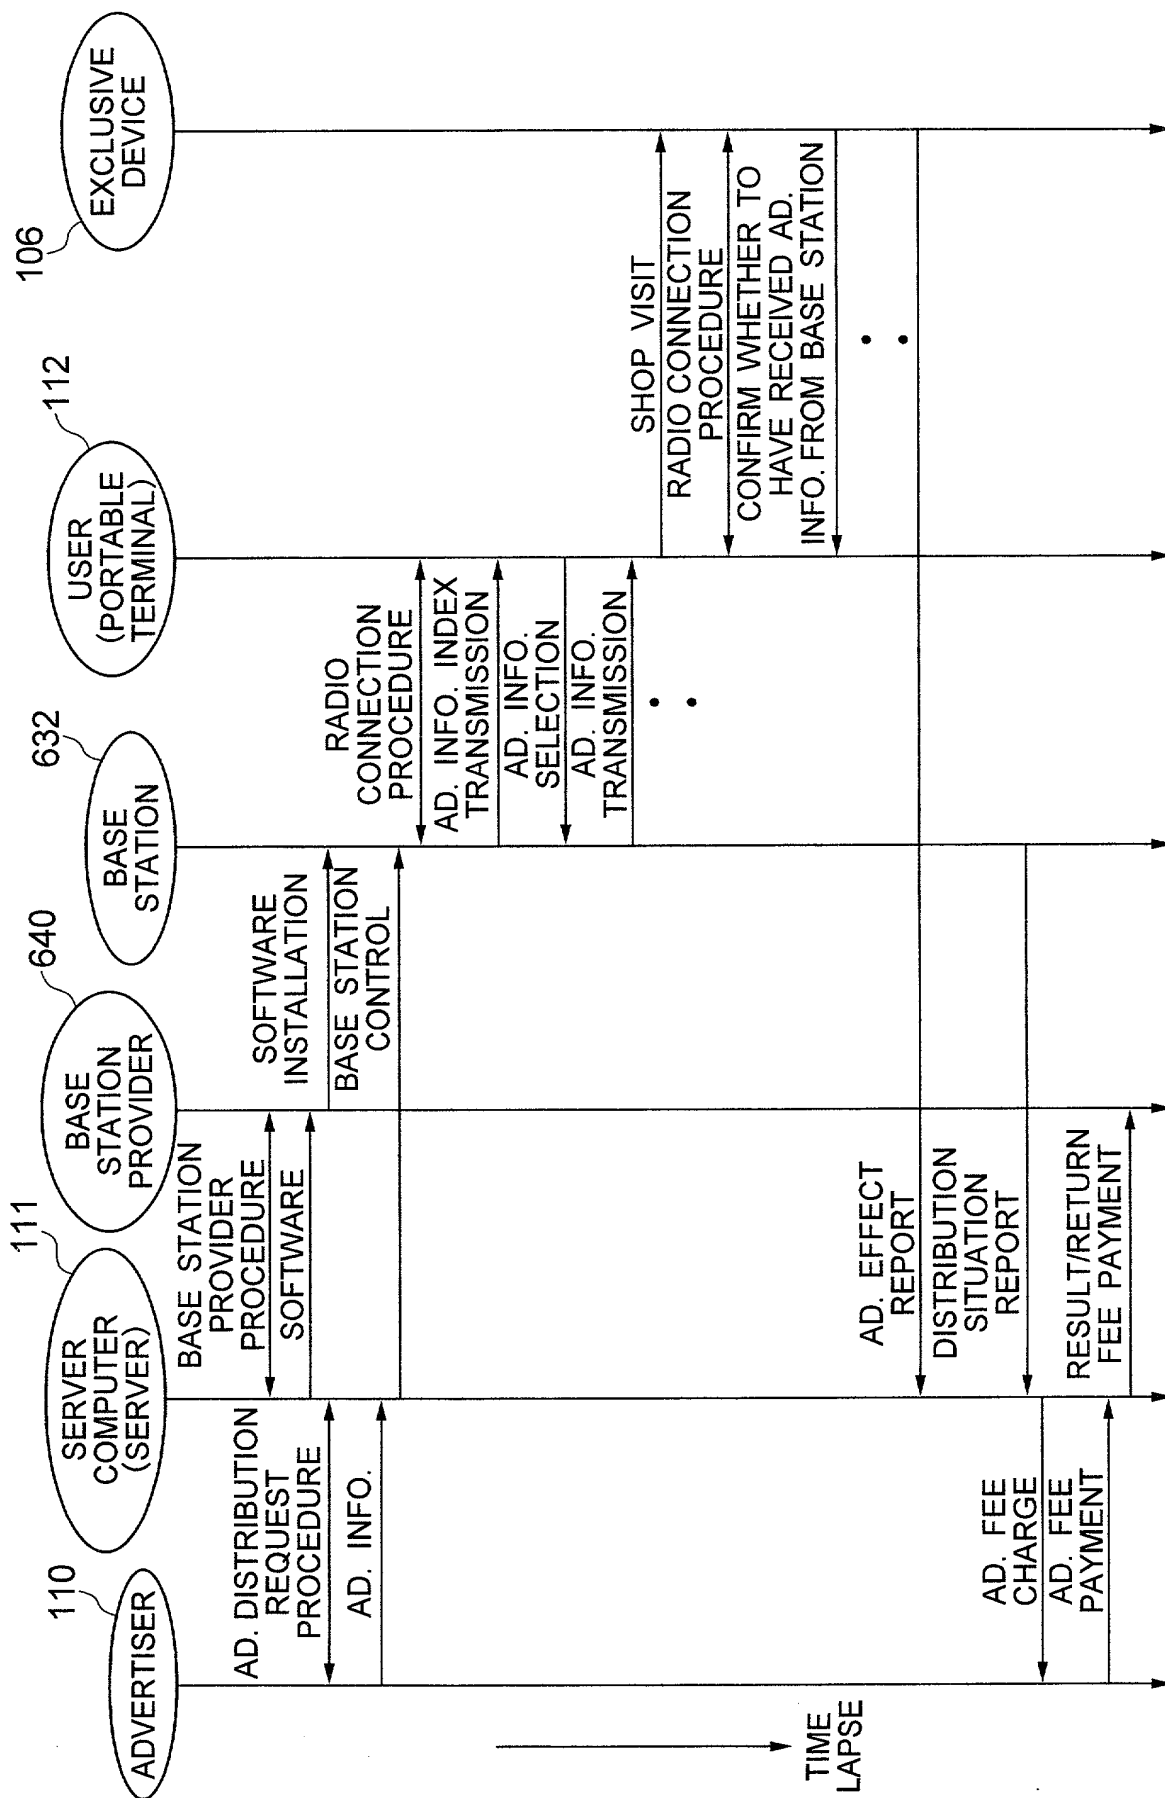 110
ADVERTISER
111
SERVER
COMPUTER
(SERVER)
640
BASE
STATION
PROVIDER
632
BASE
STATION
112
USER
(PORTABLE
TERMINAL)
106
EXCLUSIVE
DEVICE
BASE STATION
PROVIDER
PROCEDURE
SOFTWARE
AD. DISTRIBUTION
REQUEST
PROCEDURE
AD. INFO.
SOFTWARE
INSTALLATION
BASE STATION
CONTROL
RADIO
CONNECTION
PROCEDURE
AD. INFO. INDEX
TRANSMISSION
AD. INFO.
SELECTION
AD. INFO.
TRANSMISSION
SHOP VISIT
RADIO CONNECTION
PROCEDURE
CONFIRM WHETHER TO
HAVE RECEIVED AD.
INFO. FROM BASE STATION
AD. EFFECT
REPORT
DISTRIBUTION
SITUATION
REPORT
AD. FEE
CHARGE
AD. FEE
PAYMENT
RESULT/RETURN
FEE PAYMENT
TIME
LAPSE